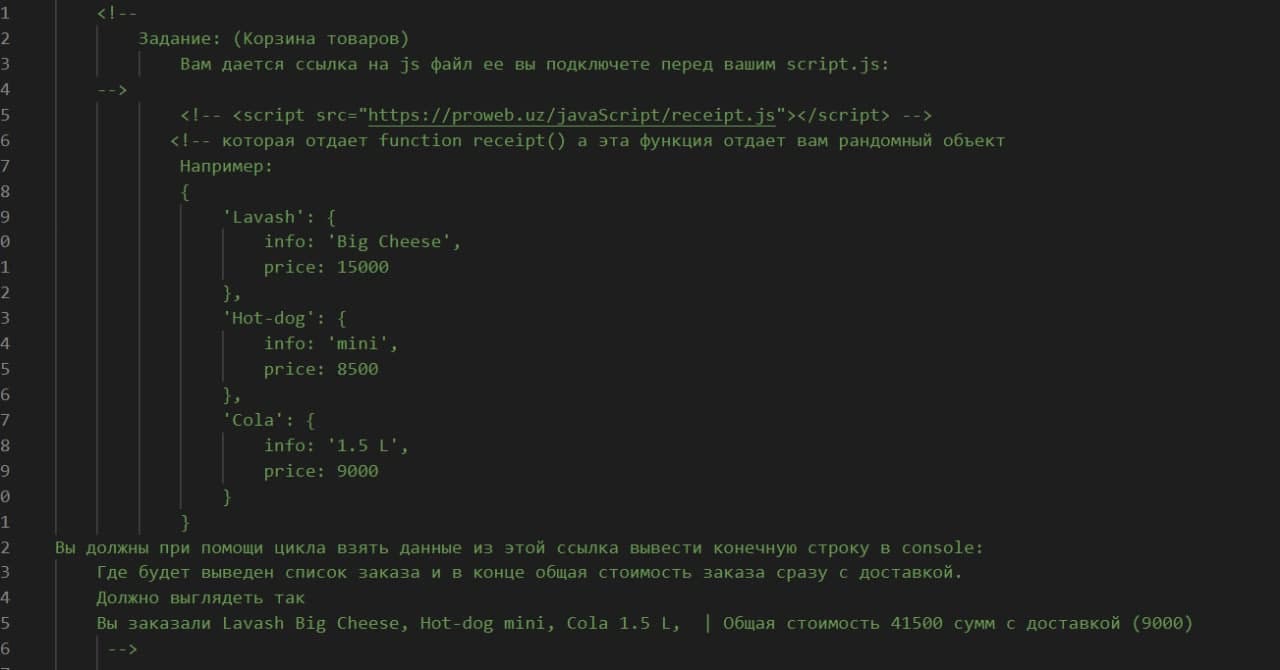 1 <!--
2 Задание: (Корзина товаров)
3 Вам дается ссылка на js файл ее вы подключете перед вашим script.js:
4 -->
5 <!-- <script src="https://proweb.uz/javaScript/receipt.js"></script> -->
6 <!-- которая отдает function receipt() а эта функция отдает вам рандомный объект
7 Например:
8 {
9 'Lavash': {
0 info: 'Big Cheese',
1 price: 15000
2 },
3 'Hot-dog': {
4 info: 'mini',
5 price: 8500
6 },
7 'Cola': {
8 info: '1.5 L',
9 price: 9000
0 }
1 }
2 Вы должны при помощи цикла взять данные из этой ссылка вывести конечную строку в console:
3 Где будет выведен список заказа и в конце общая стоимость заказа сразу с доставкой.
4 Должно выглядеть так
5 Вы заказали Lavash Big Cheese, Hot-dog mini, Cola 1.5 L,  | Общая стоимость 41500 сумм с доставкой (9000)
6 -->